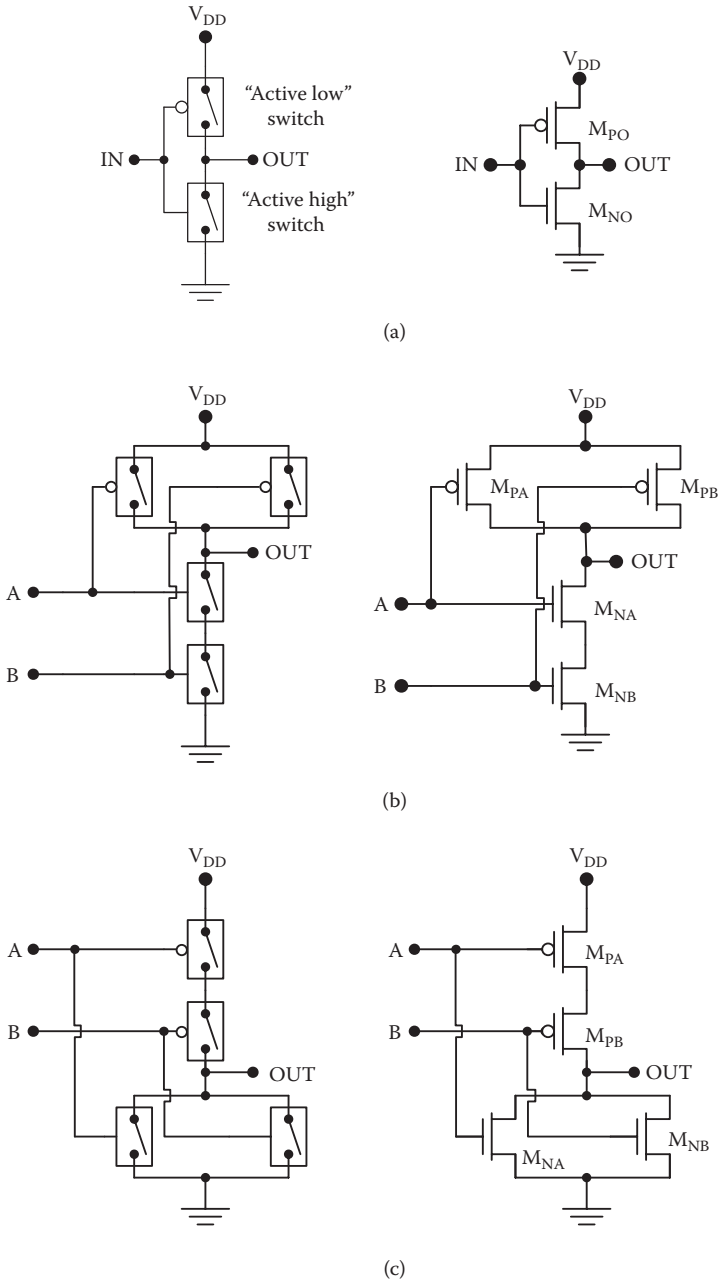 V_DD
"Active low"
switch
IN
OUT
"Active high"
switch
V_DD
M_PO
IN
OUT
M_NO
(a)
V_DD
OUT
A
B
V_DD
M_PA
M_PB
OUT
A
M_NA
B
M_NB
(b)
V_DD
A
B
OUT
V_DD
A
M_PA
B
M_PB
OUT
M_NA
M_NB
(c)